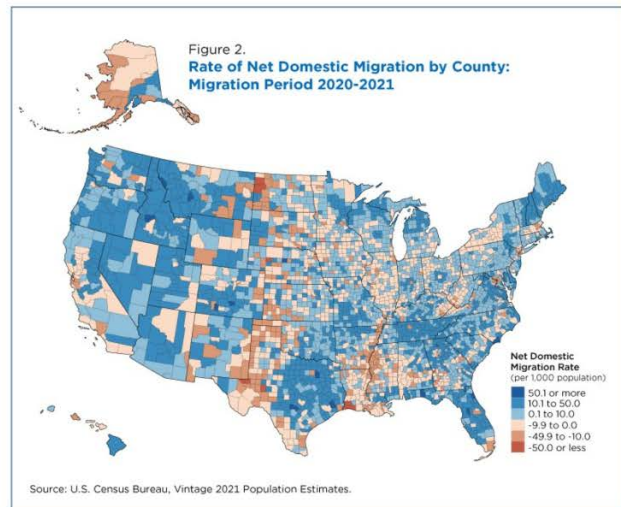 Figure 2.
Rate of Net Domestic Migration by County:
Migration Period 2020-2021
Net Domestic
Migration Rate
(per 1,000 population)
50.1 or more
10.1 to 50.0
0.1 to 10.0
-9.9 to 0.0
-49.9 to -10.0
-50.0 or less
Source: U.S. Census Bureau, Vintage 2021 Population Estimates.